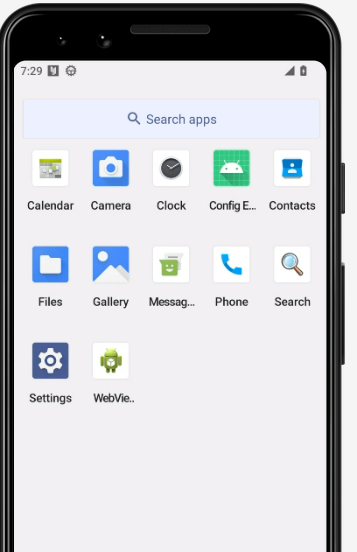 7:29
Search apps
Calendar Camera Clock Config E... Contacts
Files Gallery Messag... Phone Search
Settings WebVie..